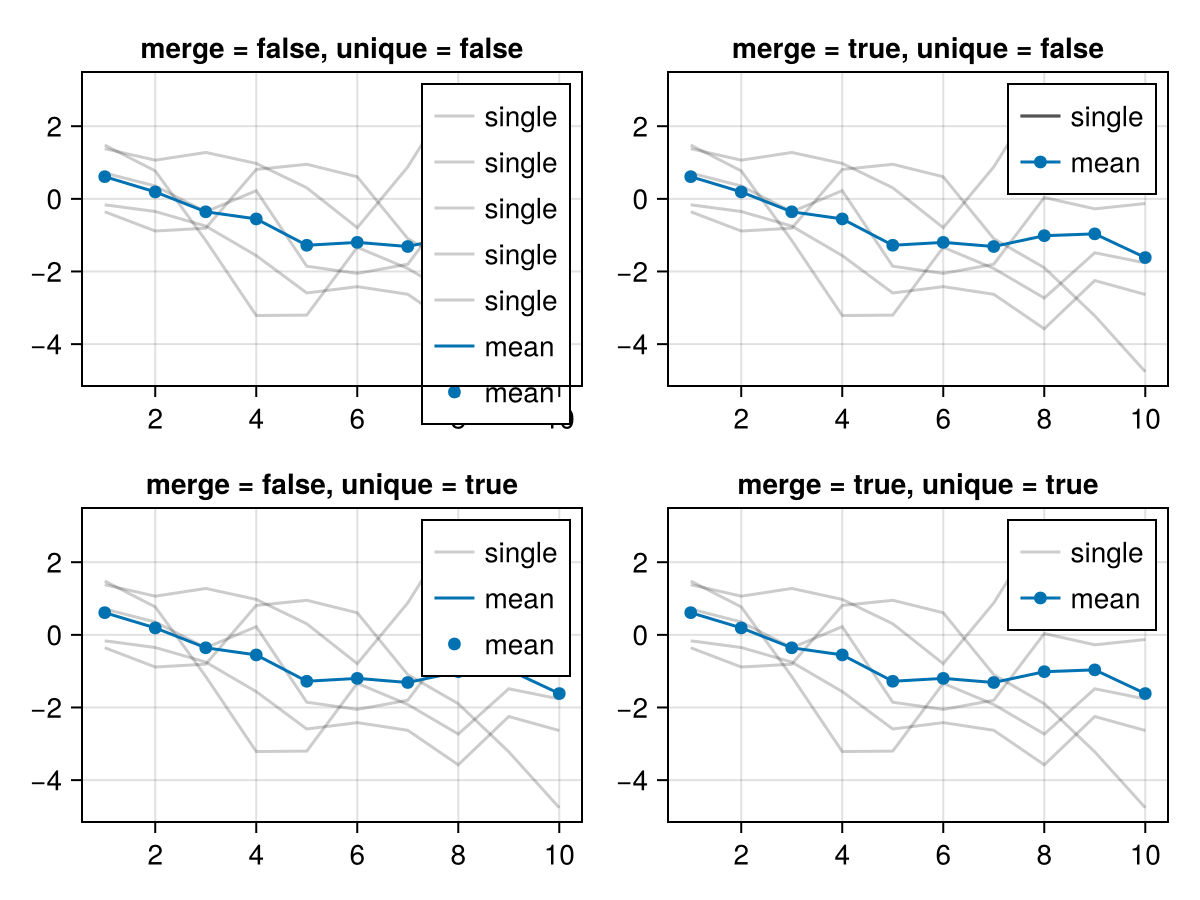 merge = false, unique = false
single
single
single
single
single
mean
mean
2
0
−2
−4
2
4
6
8
10
merge = true, unique = false
single
mean
2
0
−2
−4
2
4
6
8
10
merge = false, unique = true
single
mean
mean
2
0
−2
−4
2
4
6
8
10
merge = true, unique = true
single
mean
2
0
−2
−4
2
4
6
8
10